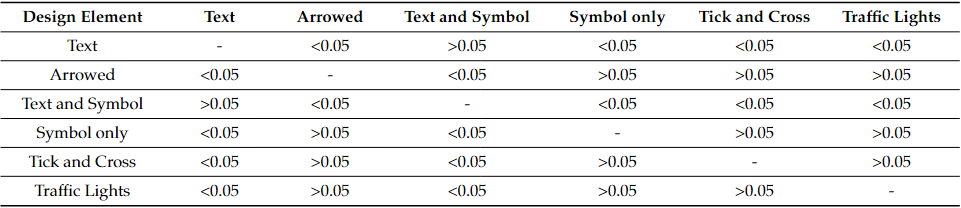 Design Element Text Arrowed Text and Symbol Symbol only Tick and Cross Traffic Lights
Text - <0.05 >0.05 <0.05 <0.05 <0.05
Arrowed <0.05 - <0.05 >0.05 >0.05 >0.05
Text and Symbol >0.05 <0.05 - <0.05 <0.05 <0.05
Symbol only <0.05 >0.05 <0.05 - >0.05 >0.05
Tick and Cross <0.05 >0.05 <0.05 >0.05 - >0.05
Traffic Lights <0.05 >0.05 <0.05 >0.05 >0.05 -